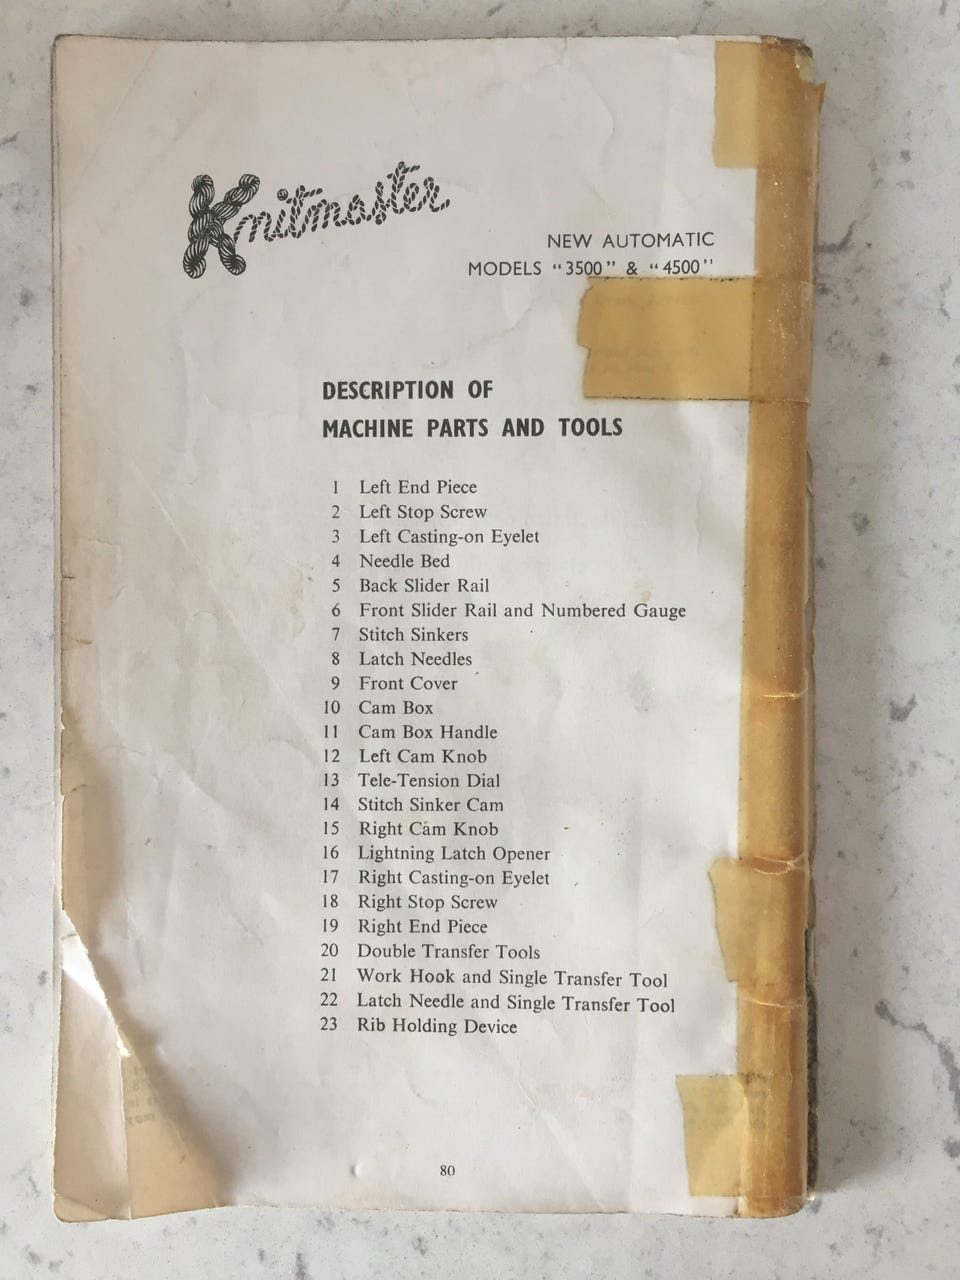 Knitmaster
NEW AUTOMATIC
MODELS “3500” & “4500”
DESCRIPTION OF
MACHINE PARTS AND TOOLS
1 Left End Piece
2 Left Stop Screw
3 Left Casting-on Eyelet
4 Needle Bed
5 Back Slider Rail
6 Front Slider Rail and Numbered Gauge
7 Stitch Sinkers
8 Latch Needles
9 Front Cover
10 Cam Box
11 Cam Box Handle
12 Left Cam Knob
13 Tele-Tension Dial
14 Stitch Sinker Cam
15 Right Cam Knob
16 Lightning Latch Opener
17 Right Casting-on Eyelet
18 Right Stop Screw
19 Right End Piece
20 Double Transfer Tools
21 Work Hook and Single Transfer Tool
22 Latch Needle and Single Transfer Tool
23 Rib Holding Device
80